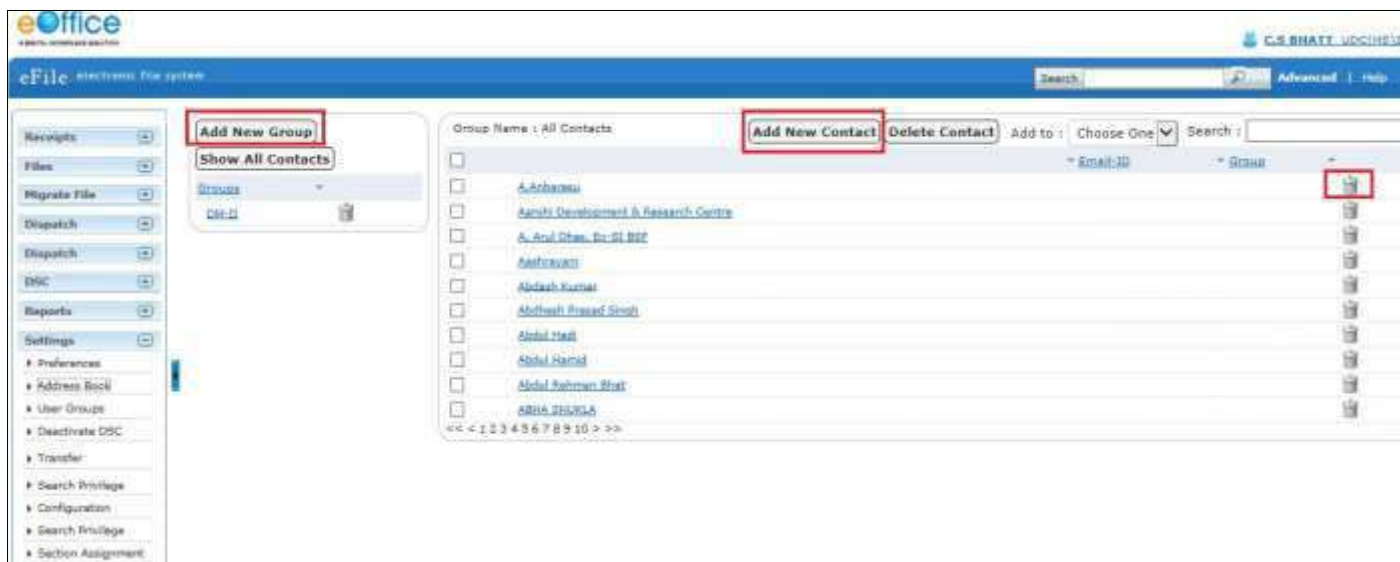 eOffice
A DIGITAL WORKPLACE SOLUTION
C.S BHATT
eFile electronic file system
Search
Advanced | Help
Receipts
Files
Migrate File
Dispatch
Dispatch
DSC
Reports
Settings
Preferences
Address Book
User Groups
Deactivate DSC
Transfer
Search Privilege
Configuration
Search Privilege
Section Assignment
Add New Group
Show All Contacts
Groups
Group Name : All Contacts
Add New Contact Delete Contact Add to : Choose One Search :
Email-ID Group
A.Anbarasu
Aarshi Development & Research Centre
A. Arul Dhas, Ex-SI BSF
Aashrayam
Abdesh Kumar
Abdhesh Prasad Singh
Abdul Hadi
Abdul Hamid
Abdul Rahman Bhat
ABHA SHUKLA
<< < 1 2 3 4 5 6 7 8 9 10 > >>